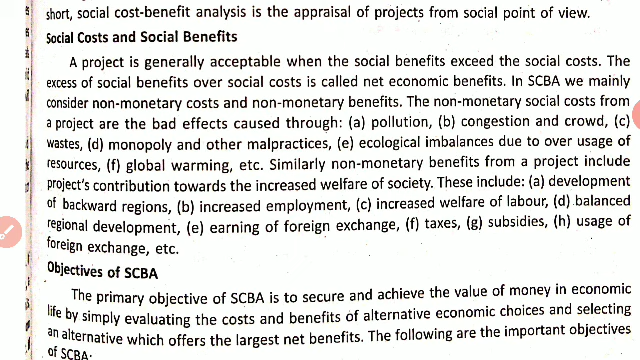 short, social cost-benefit analysis is the appraisal of projects from social point of view.
Social Costs and Social Benefits
A project is generally acceptable when the social benefits exceed the social costs. The
excess of social benefits over social costs is called net economic benefits. In SCBA we mainly
consider non-monetary costs and non-monetary benefits. The non-monetary social costs from
a project are the bad effects caused through: (a) pollution, (b) congestion and crowd, (c)
wastes, (d) monopoly and other malpractices, (e) ecological imbalances due to over usage of
resources, (f) global warming, etc. Similarly non-monetary benefits from a project include
project's contribution towards the increased welfare of society. These include: (a) development
of backward regions, (b) increased employment, (c) increased welfare of labour, (d) balanced
regional development, (e) earning of foreign exchange, (f) taxes, (g) subsidies, (h) usage of
foreign exchange, etc.
Objectives of SCBA
The primary objective of SCBA is to secure and achieve the value of money in economic
life by simply evaluating the costs and benefits of alternative economic choices and selecting
an alternative which offers the largest net benefits. The following are the important objectives
of SCBA: